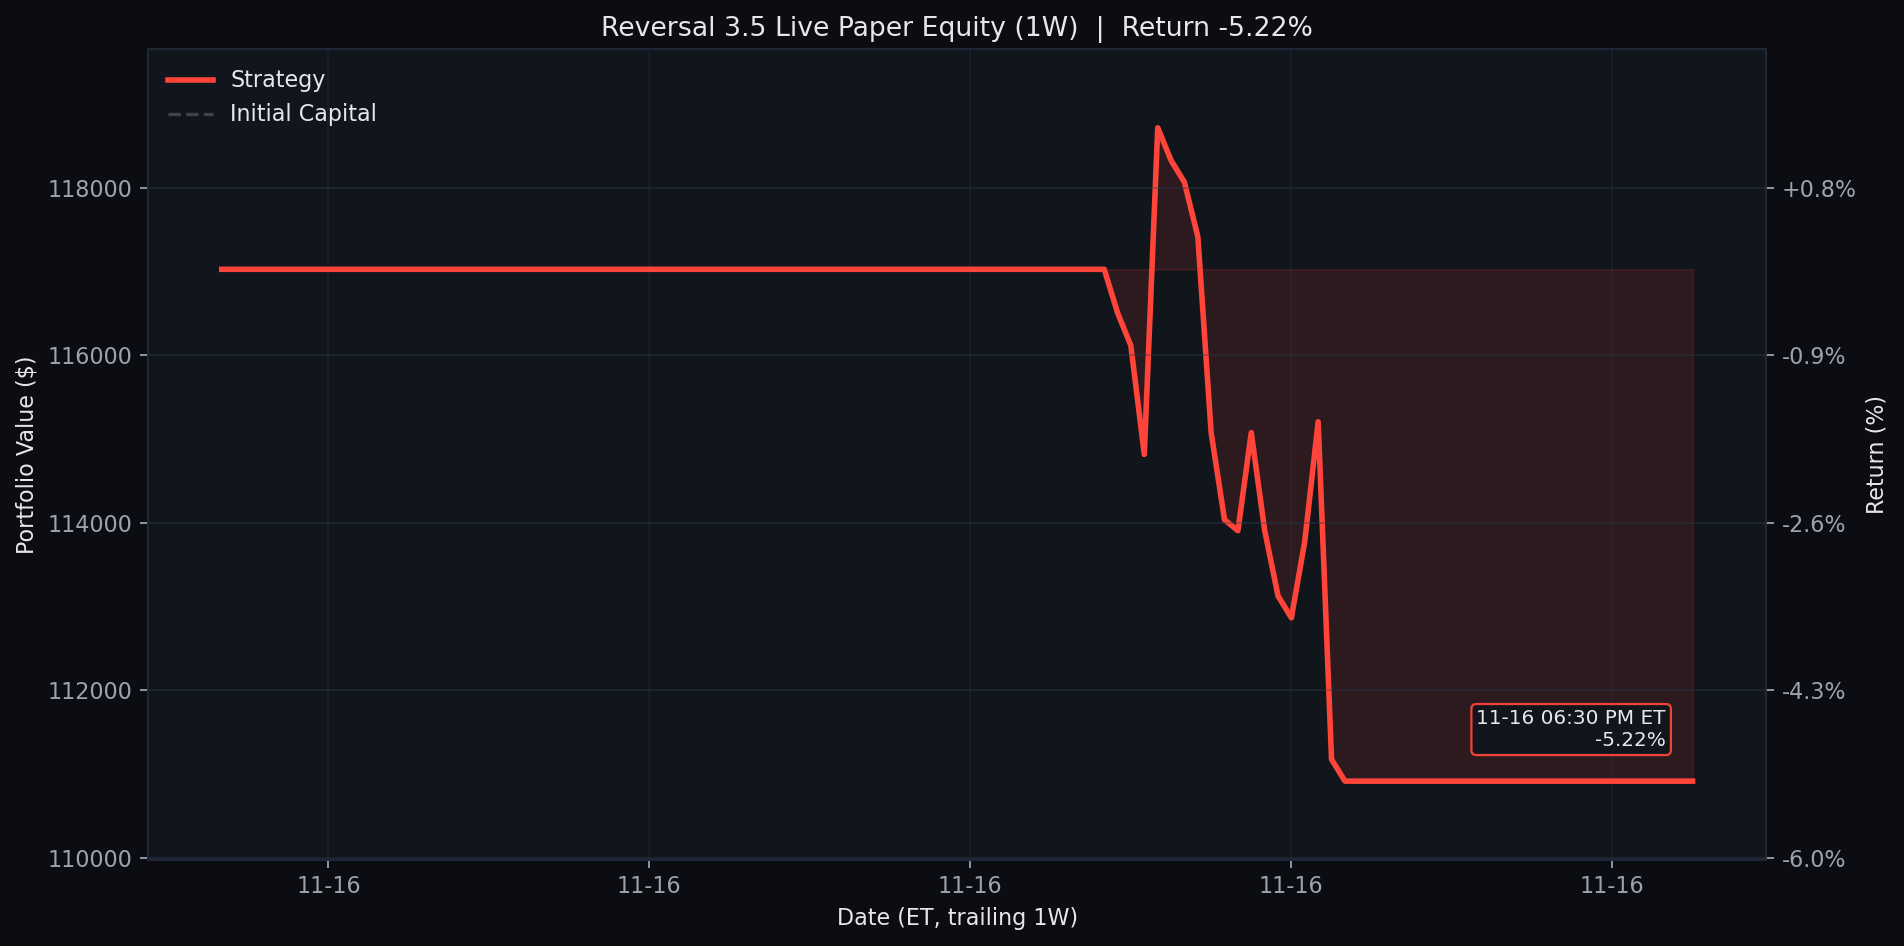 Reversal 3.5 Live Paper Equity (1W) | Return -5.22%
Strategy
Initial Capital
Portfolio Value ($)
118000
116000
114000
112000
110000
+0.8%
-0.9%
-2.6%
-4.3%
-6.0%
Return (%)
11-16 06:30 PM ET
-5.22%
11-16
11-16
11-16
11-16
11-16
Date (ET, trailing 1W)